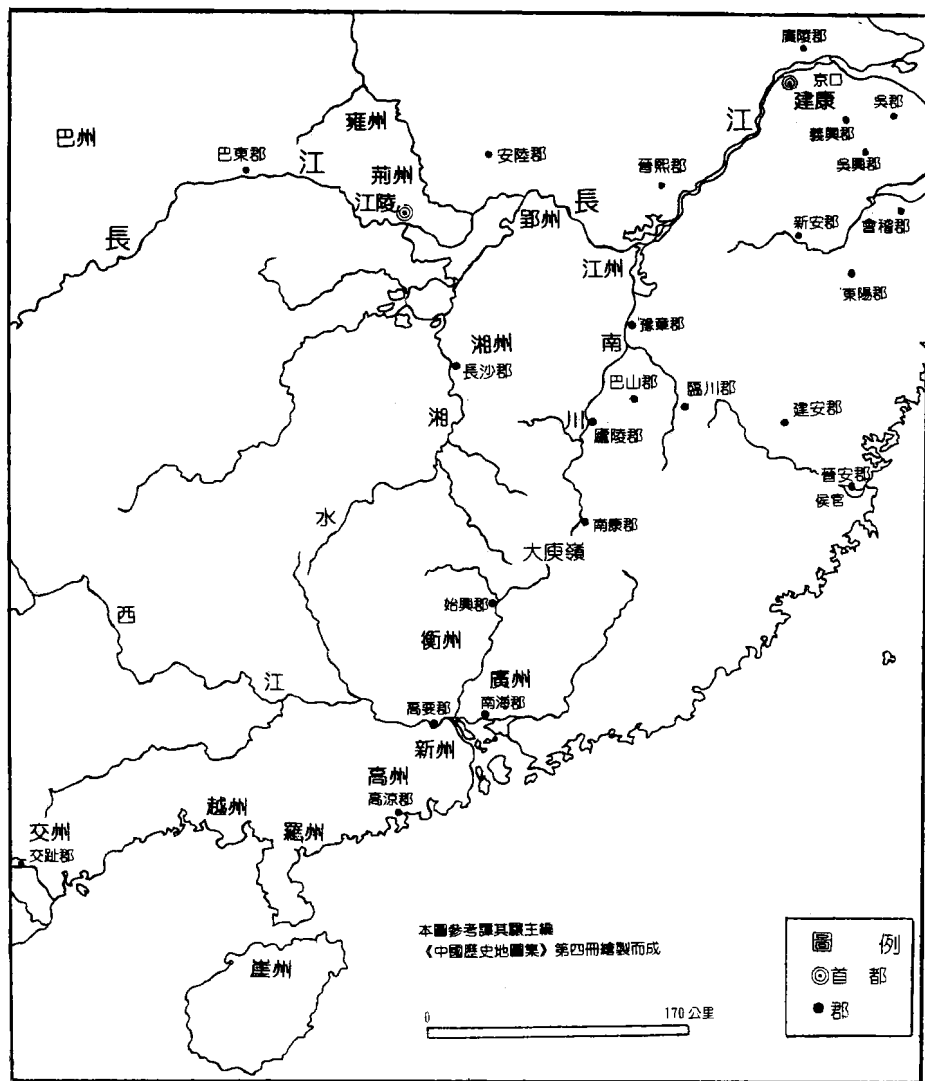 廣陵郡
京口
建康
吳郡
義興郡
吳興郡
江
雍州
巴州
巴東郡
江
荊州
江陵
安陸郡
晉熙郡
長
郢州
長
江州
新安郡
會稽郡
東陽郡
豫章郡
南
湘州
長沙郡
巴山郡
臨川郡
建安郡
湘
川
廬陵郡
晉安郡
侯官
水
南康郡
大庾嶺
始興郡
西
衡州
江
廣州
南海郡
高要郡
新州
高州
高涼郡
越州
羅州
交州
交趾郡
崖州
本圖參考譚其驤主編
《中國歷史地圖集》第四冊繪製而成
0 170公里
圖 例
首 都
郡